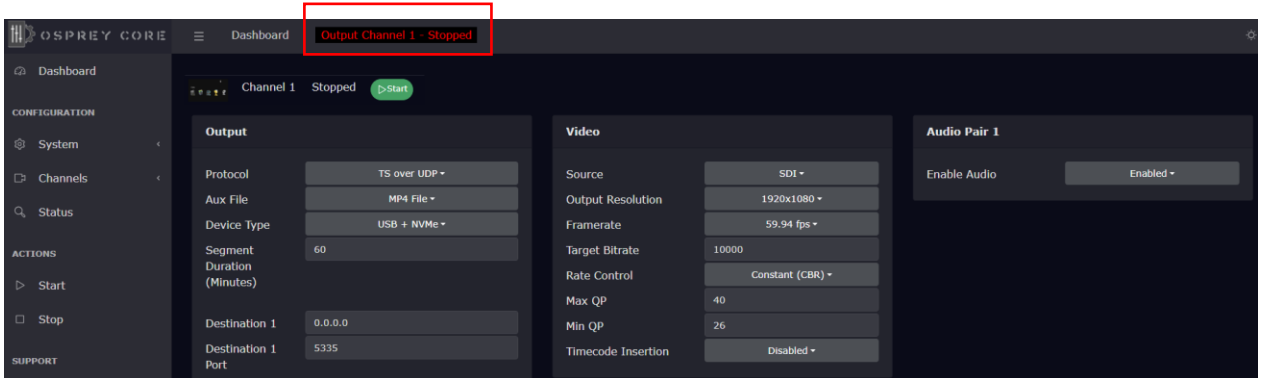 OSPREY CORE
Dashboard
Output Channel 1 - Stopped
Dashboard
CONFIGURATION
System
Channels
Status
ACTIONS
Start
Stop
SUPPORT
Channel 1 Stopped Start
Output
Protocol TS over UDP
Aux File MP4 File
Device Type USB + NVMe
Segment 60
Duration
(Minutes)
Destination 1 0.0.0.0
Destination 1 5335
Port
Video
Source SDI
Output Resolution 1920x1080
Framerate 59.94 fps
Target Bitrate 10000
Rate Control Constant (CBR)
Max QP 40
Min QP 26
Timecode Insertion Disabled
Audio Pair 1
Enable Audio Enabled